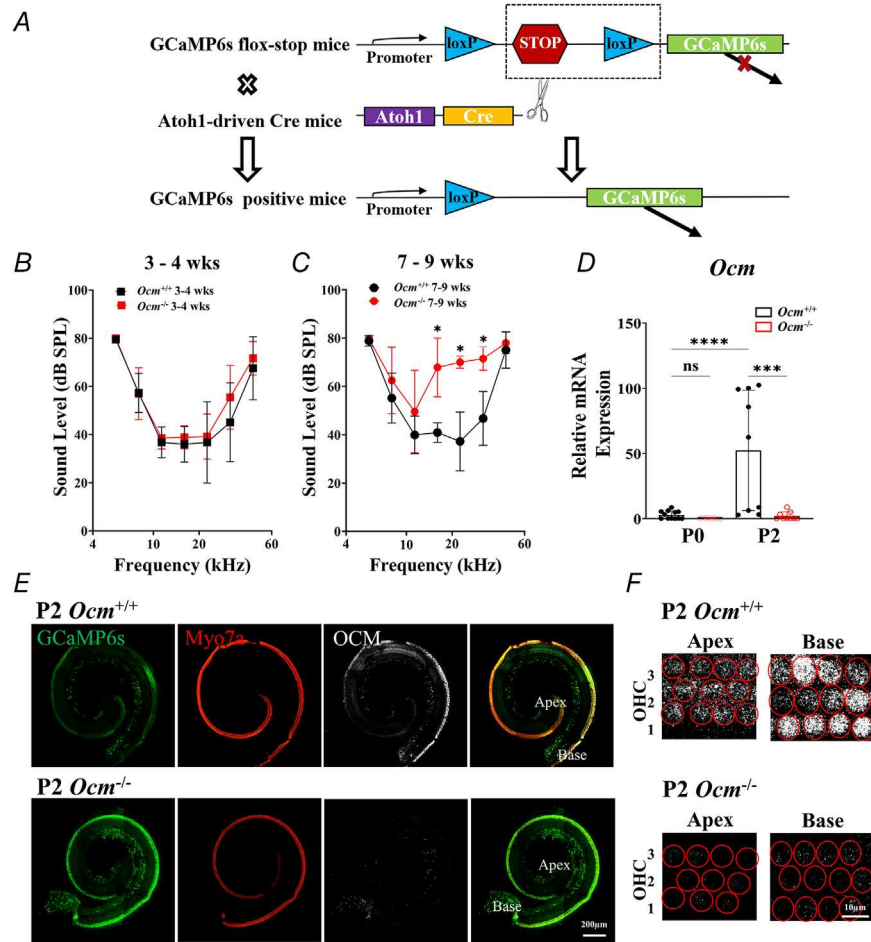 A
GCaMP6s flox-stop mice
Promoter
loxP
STOP
loxP
GCaMP6s
Atoh1-driven Cre mice
Atoh1
Cre
GCaMP6s positive mice
Promoter
loxP
GCaMP6s
B
3 - 4 wks
Ocm+/+ 3-4 wks
Ocm-/- 3-4 wks
Sound Level (dB SPL)
100
80
60
40
20
0
4
10
20
60
Frequency (kHz)
C
7 - 9 wks
Ocm+/+ 7-9 wks
Ocm-/- 7-9 wks
* * *
Sound Level (dB SPL)
100
80
60
40
20
0
4
10
20
60
Frequency (kHz)
D
Ocm
Ocm+/+
Ocm-/-
Relative mRNA
Expression
150
100
50
0
****
ns
***
P0
P2
E
P2 Ocm+/+
GCaMP6s
Myo7a
OCM
Apex
Base
P2 Ocm-/-
Apex
Base
200µm
F
P2 Ocm+/+
Apex
Base
OHC
3
2
1
P2 Ocm-/-
Apex
Base
OHC
3
2
1
10µm